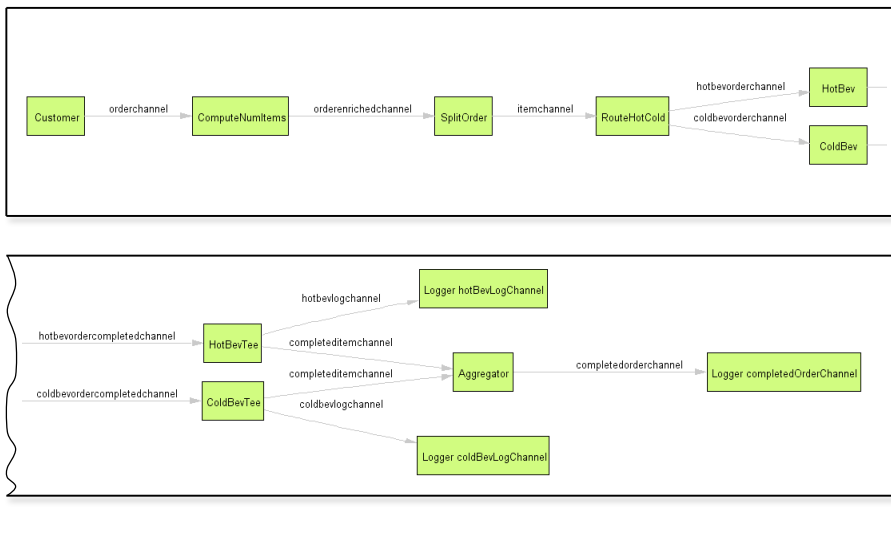 hotbevorderchannel
HotBev
Customer
orderchannel
ComputeNumItems
orderenrichedchannel
SplitOrder
itemchannel
RouteHotCold
coldbevorderchannel
ColdBev
Logger hotBevLogChannel
hotbevlogchannel
hotbevordercompletedchannel
HotBevTee
completeditemchannel
Aggregator
completedorderchannel
Logger completedOrderChannel
completeditemchannel
coldbevordercompletedchannel
ColdBevTee
coldbevlogchannel
Logger coldBevLogChannel